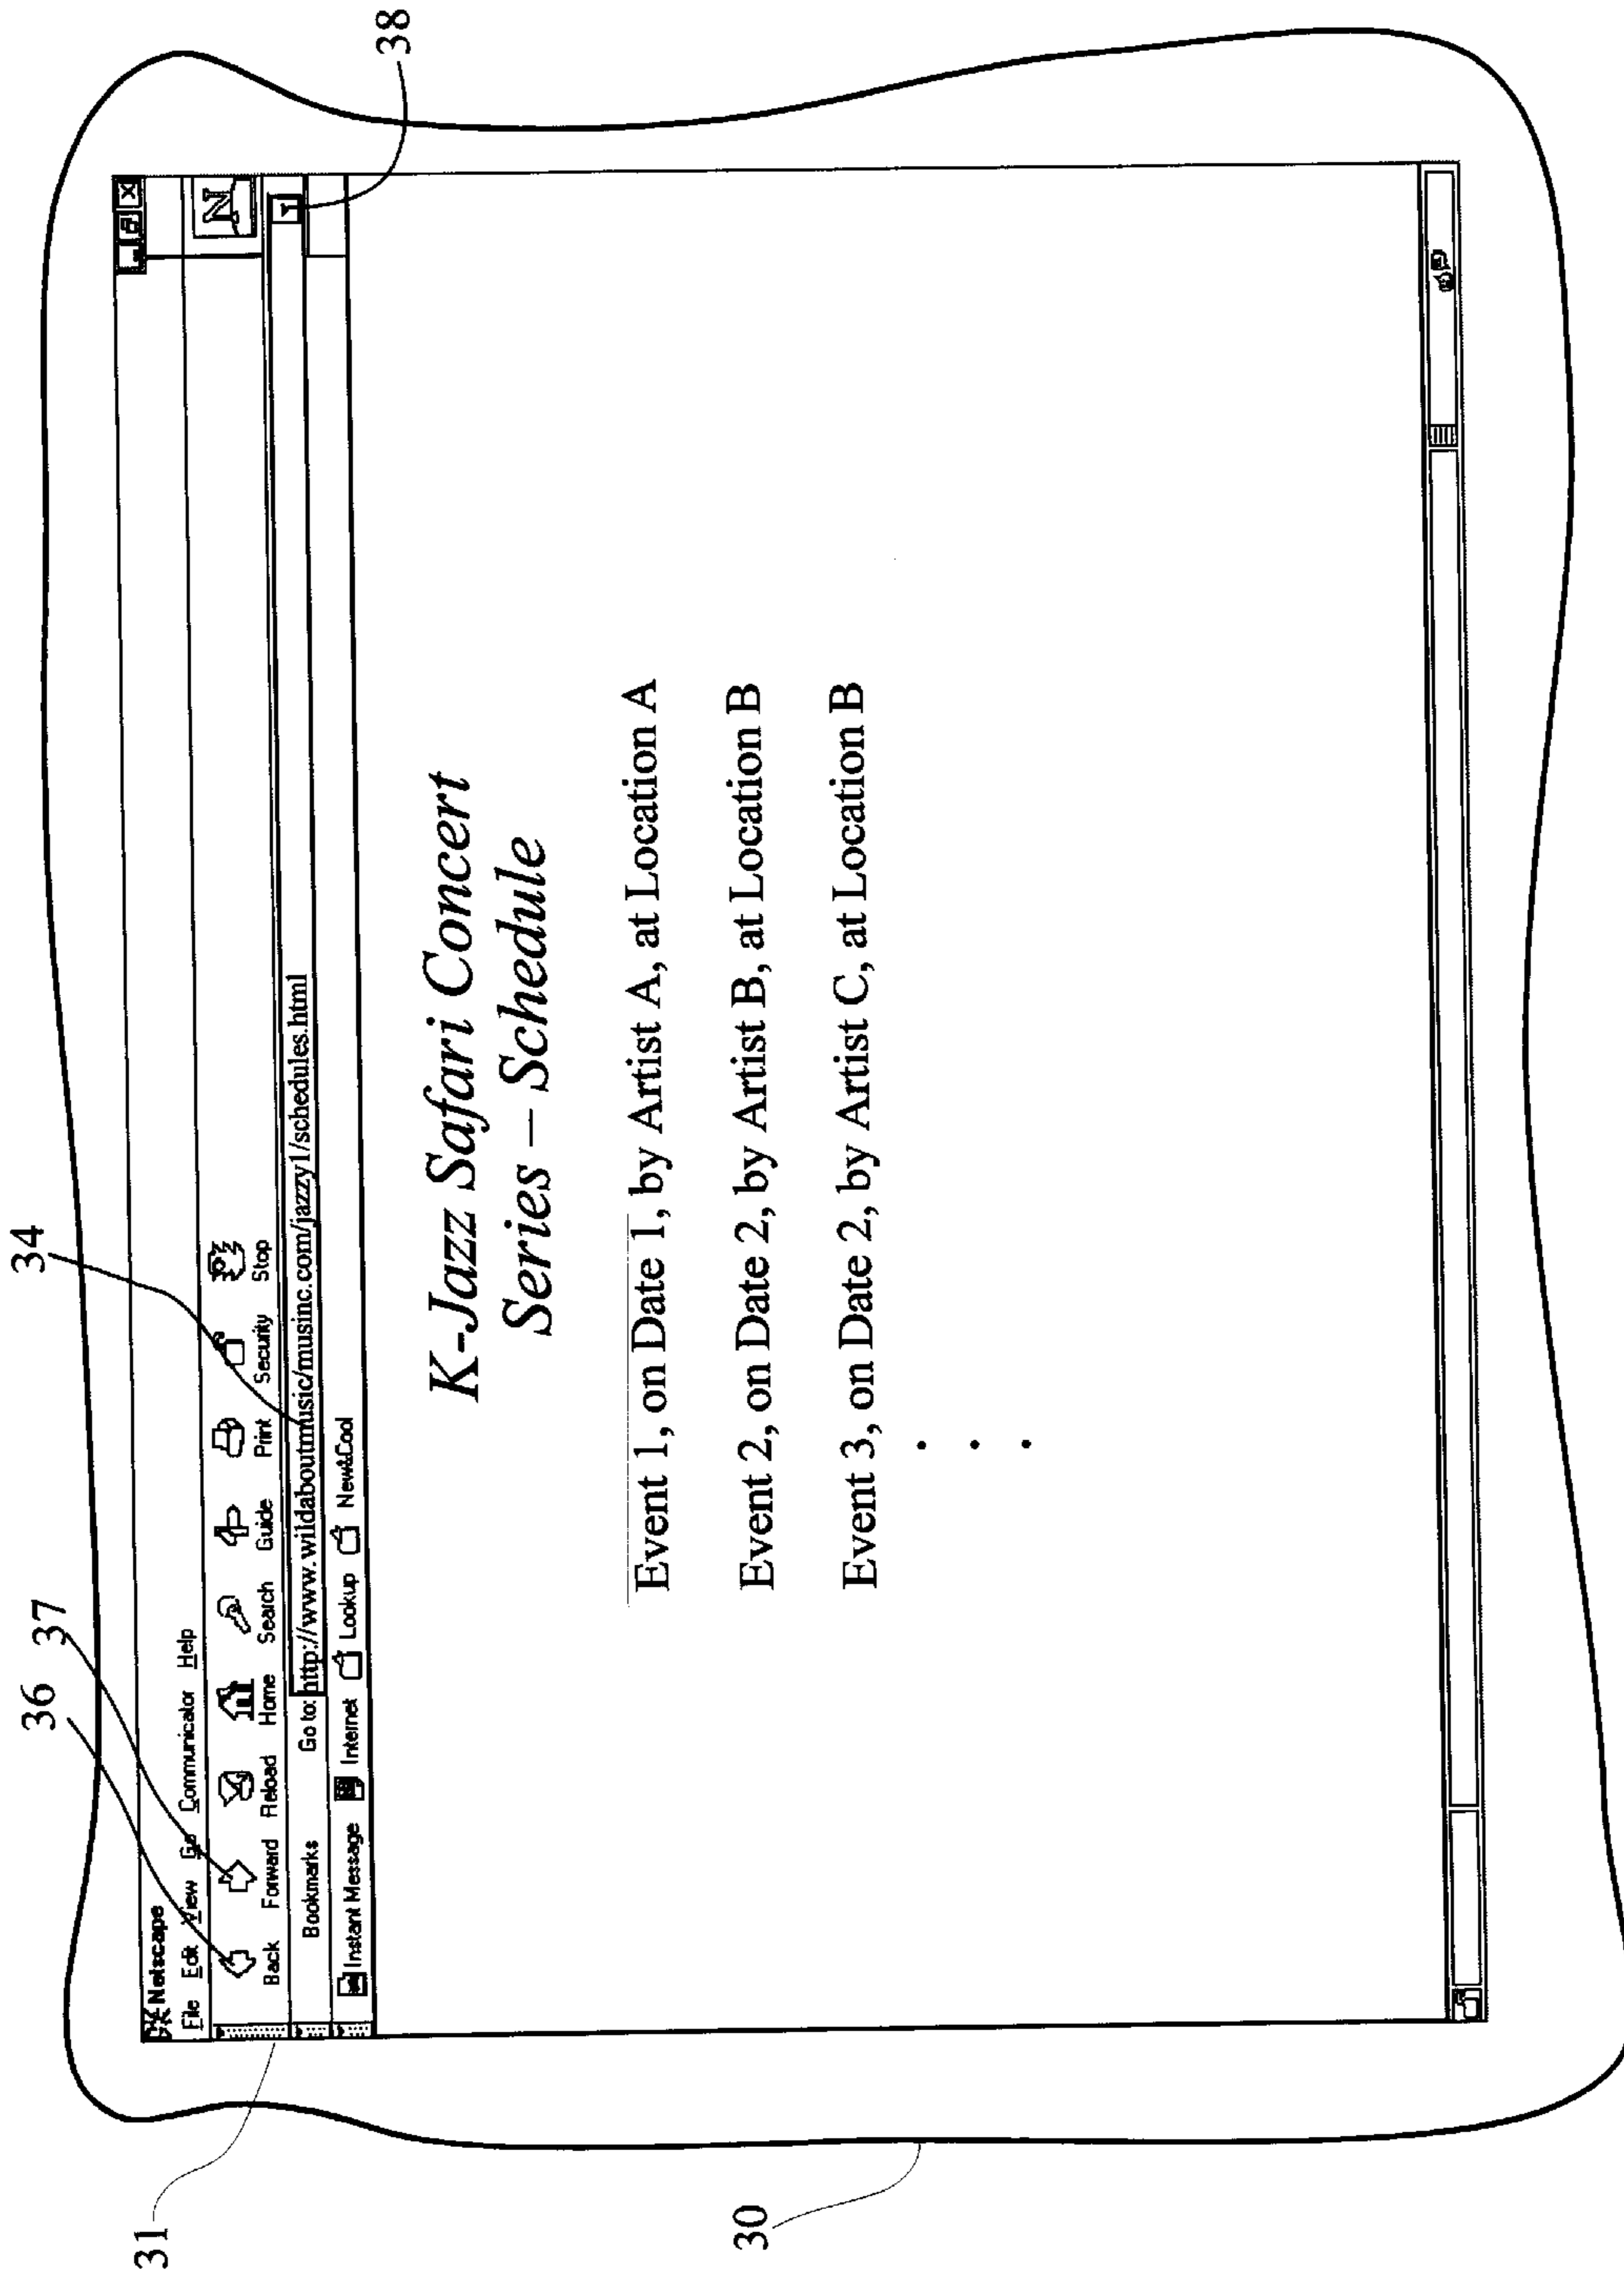 34
36
37
Netscape
File Edit View Go Communicator Help
N
Back Forward Reload Home Search Guide Print Security Stop
Bookmarks Go to: http://www.wildaboutmusic/musinc.com/jazzy1/schedules.html
Instant Message Internet Lookup New&Cool
31
38
K-Jazz Safari Concert
Series – Schedule
Event 1, on Date 1, by Artist A, at Location A
Event 2, on Date 2, by Artist B, at Location B
Event 3, on Date 2, by Artist C, at Location B
30